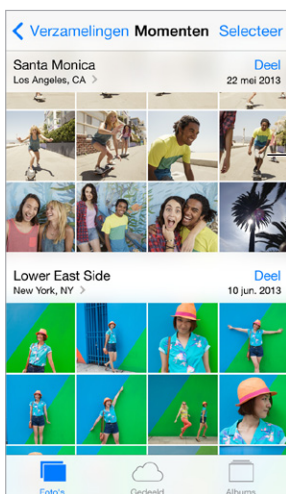 Verzamelingen Momenten Selecteer
Santa Monica Deel
Los Angeles, CA > 22 mei 2013
Lower East Side Deel
New York, NY > 10 jun. 2013
Foto's Gedeeld Albums